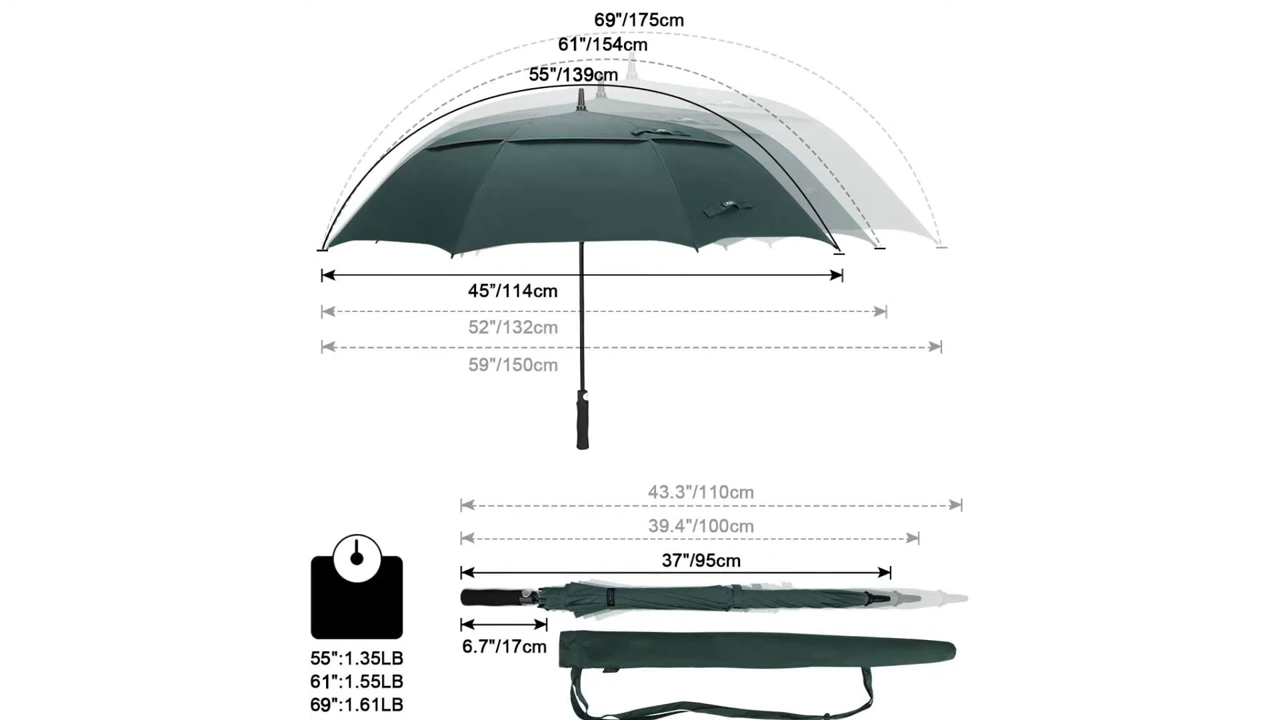 69"/175cm
61"/154cm
55"/139cm
45”/114cm
52"/132cm
59"/150cm
43.3"/110cm
39.4"/100cm
37"/95cm
6.7"/17cm
55":1.35LB
61":1.55LB
69":1.61LB